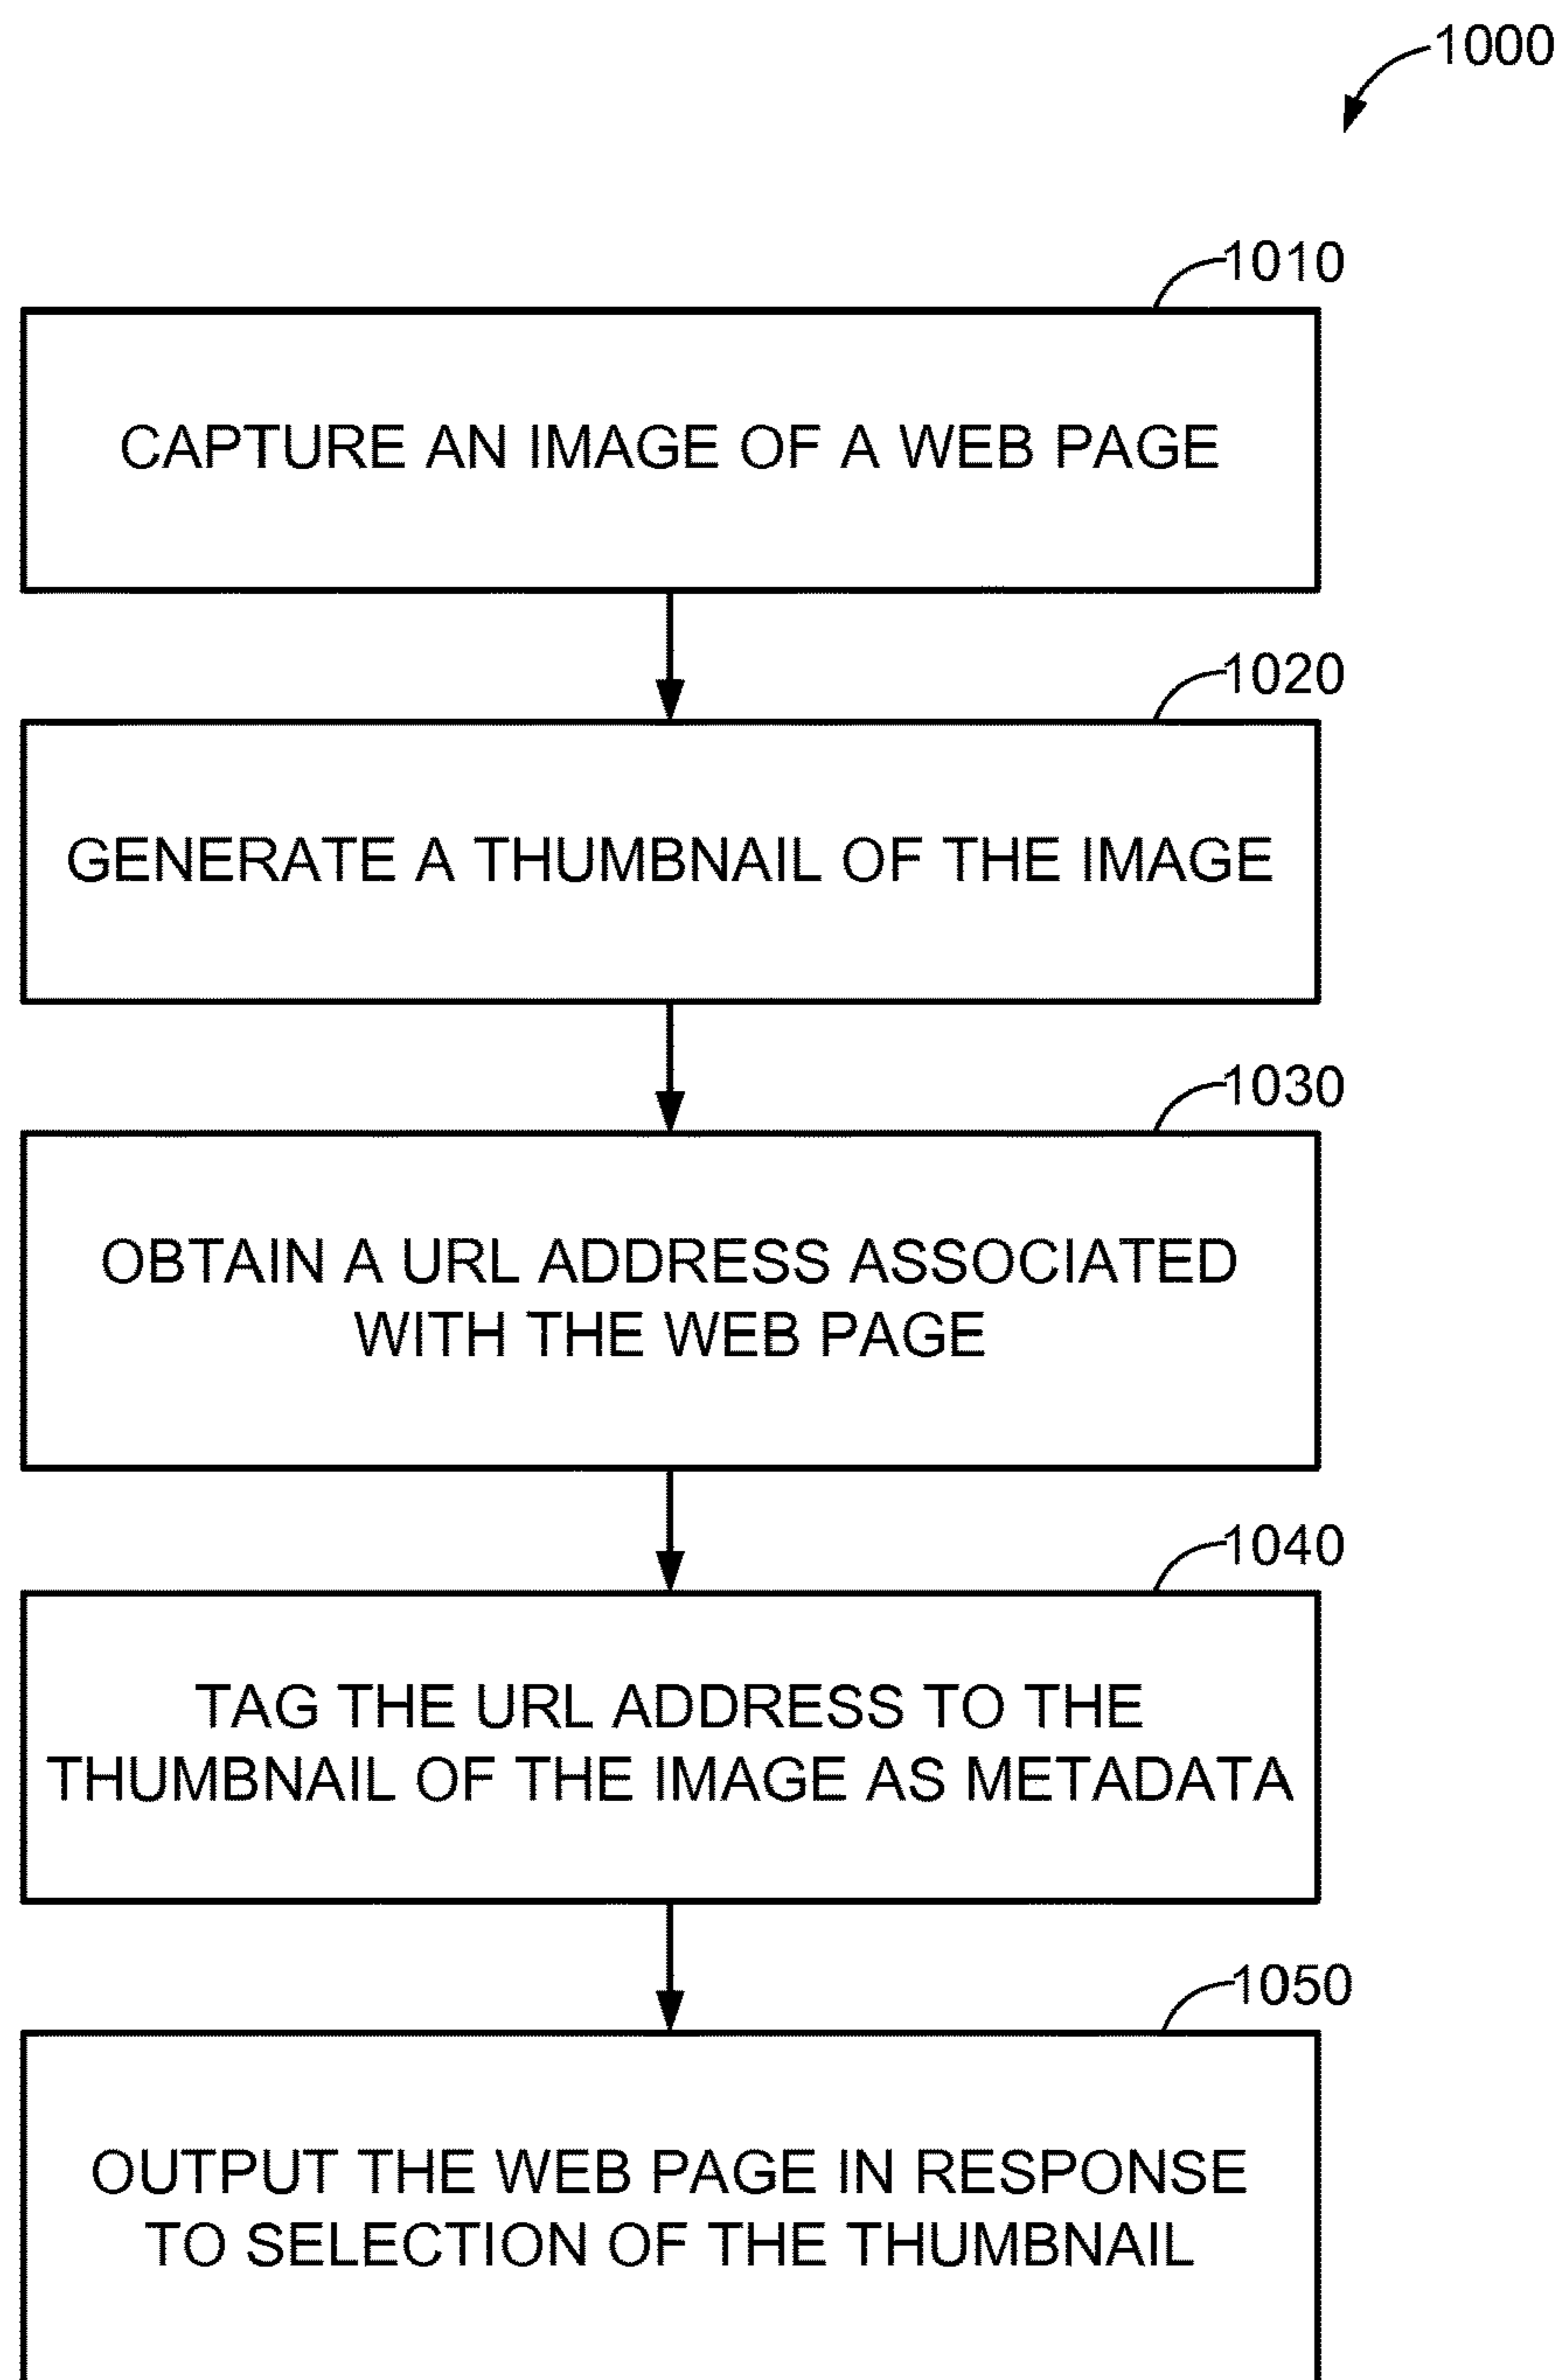 1000
1010
CAPTURE AN IMAGE OF A WEB PAGE
1020
GENERATE A THUMBNAIL OF THE IMAGE
1030
OBTAIN A URL ADDRESS ASSOCIATED
WITH THE WEB PAGE
1040
TAG THE URL ADDRESS TO THE
THUMBNAIL OF THE IMAGE AS METADATA
1050
OUTPUT THE WEB PAGE IN RESPONSE
TO SELECTION OF THE THUMBNAIL